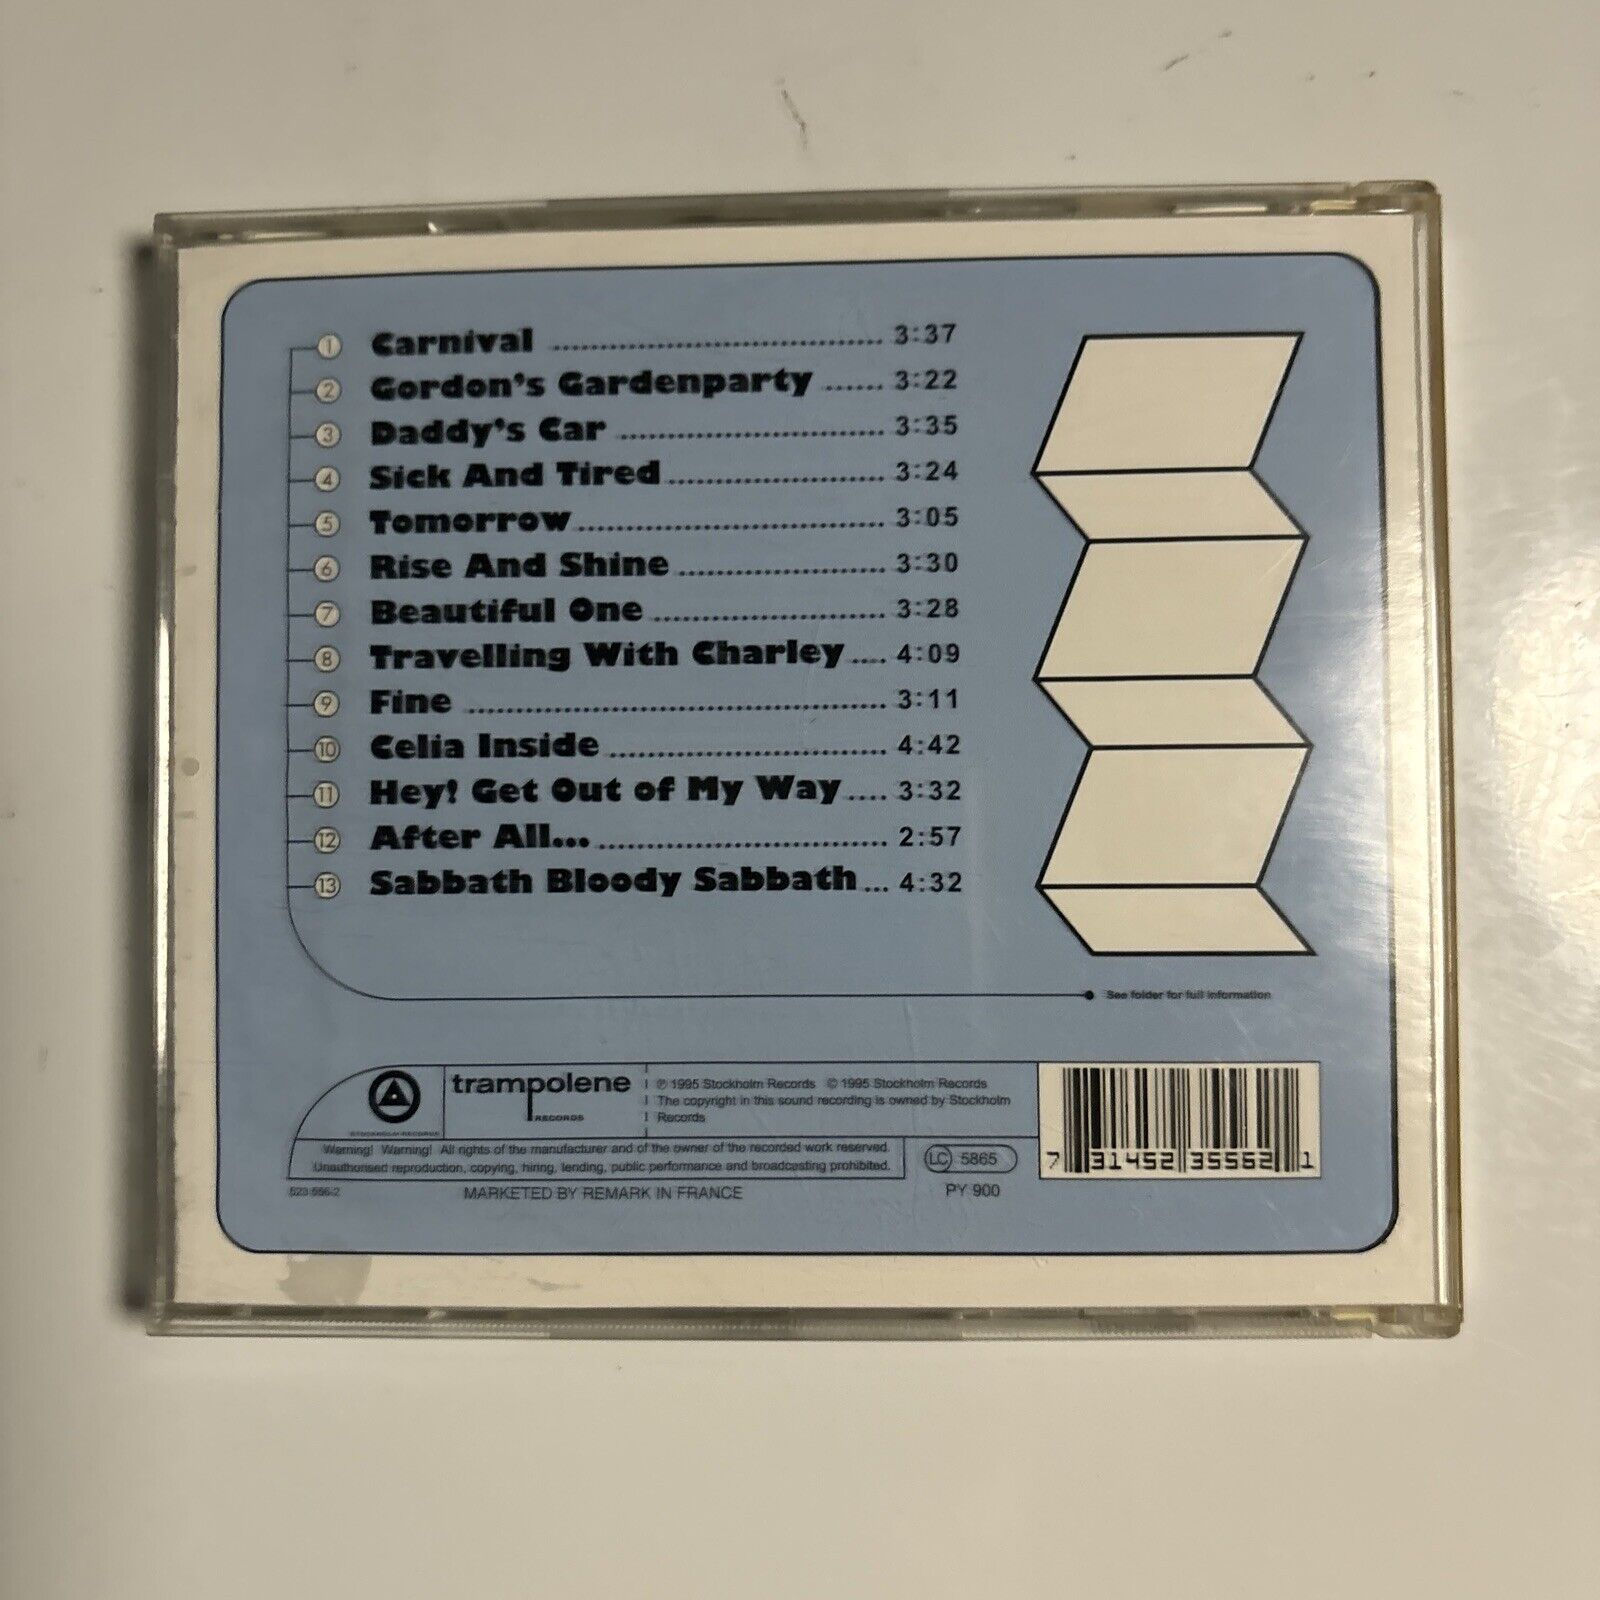 1 Carnival ........ 3:37
2 Gordon's Gardenparty ....... 3:22
3 Daddy's Car ........ 3:35
4 Sick And Tired ........ 3:24
5 Tomorrow ........ 3:05
6 Rise And Shine ........ 3:30
7 Beautiful One ........ 3:28
8 Travelling With Charley .... 4:09
9 Fine ........ 3:11
10 Celia Inside ........ 4:42
11 Hey! Get Out of My Way .... 3:32
12 After All... ........ 2:57
13 Sabbath Bloody Sabbath ... 4:32
See folder for full information
STOCKHOLM RECORDS
trampolene
RECORDS
℗ 1995 Stockholm Records © 1995 Stockholm Records
The copyright in this sound recording is owned by Stockholm
Records
Warning! Warning! All rights of the manufacturer and of the owner of the recorded work reserved.
Unauthorised reproduction, copying, hiring, lending, public performance and broadcasting prohibited.
LC 5865
7 31452 35562 1
523 556-2
MARKETED BY REMARK IN FRANCE
PY 900